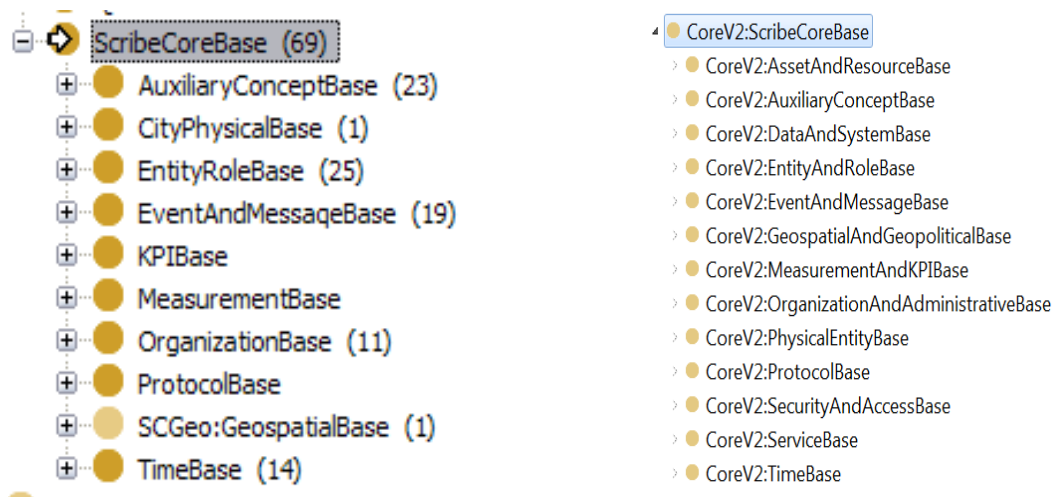 ScribeCoreBase (69)
AuxiliaryConceptBase (23)
CityPhysicalBase (1)
EntityRoleBase (25)
EventAndMessageBase (19)
KPIBase
MeasurementBase
OrganizationBase (11)
ProtocolBase
SCGeo:GeospatialBase (1)
TimeBase (14)
CoreV2:ScribeCoreBase
CoreV2:AssetAndResourceBase
CoreV2:AuxiliaryConceptBase
CoreV2:DataAndSystemBase
CoreV2:EntityAndRoleBase
CoreV2:EventAndMessageBase
CoreV2:GeospatialAndGeopoliticalBase
CoreV2:MeasurementAndKPIBase
CoreV2:OrganizationAndAdministrativeBase
CoreV2:PhysicalEntityBase
CoreV2:ProtocolBase
CoreV2:SecurityAndAccessBase
CoreV2:ServiceBase
CoreV2:TimeBase